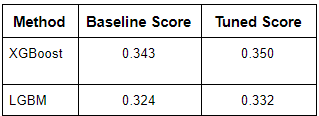 Method Baseline Score Tuned Score
XGBoost 0.343 0.350
LGBM 0.324 0.332